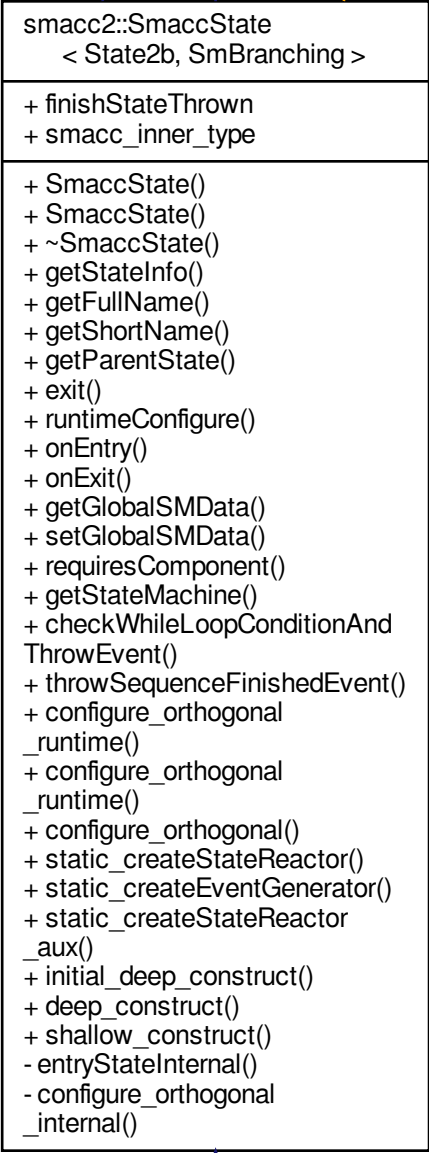 smacc2::SmaccState
< State2b, SmBranching >
+ finishStateThrown
+ smacc_inner_type
+ SmaccState()
+ SmaccState()
+ ~SmaccState()
+ getStateInfo()
+ getFullName()
+ getShortName()
+ getParentState()
+ exit()
+ runtimeConfigure()
+ onEntry()
+ onExit()
+ getGlobalSMData()
+ setGlobalSMData()
+ requiresComponent()
+ getStateMachine()
+ checkWhileLoopConditionAnd
ThrowEvent()
+ throwSequenceFinishedEvent()
+ configure_orthogonal
_runtime()
+ configure_orthogonal
_runtime()
+ configure_orthogonal()
+ static_createStateReactor()
+ static_createEventGenerator()
+ static_createStateReactor
_aux()
+ initial_deep_construct()
+ deep_construct()
+ shallow_construct()
- entryStateInternal()
- configure_orthogonal
_internal()